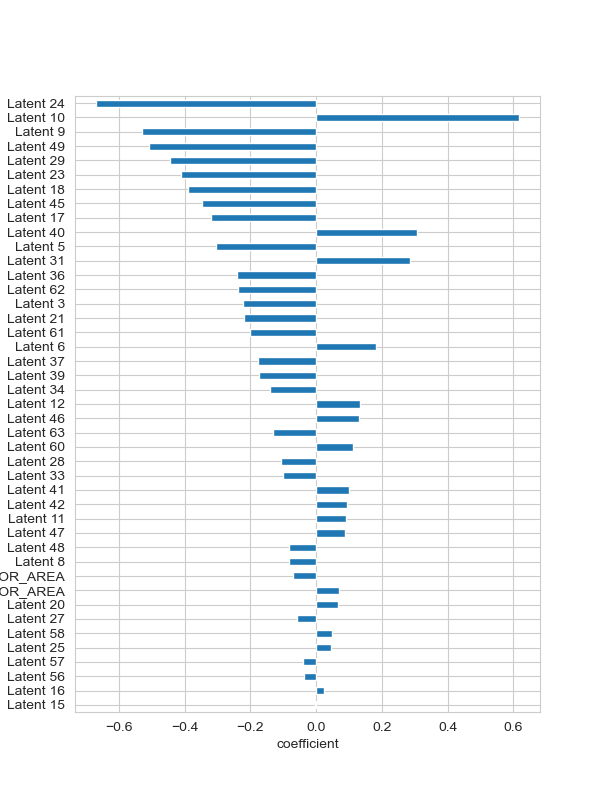 Latent 24
Latent 10
Latent 9
Latent 49
Latent 29
Latent 23
Latent 18
Latent 45
Latent 17
Latent 40
Latent 5
Latent 31
Latent 36
Latent 62
Latent 3
Latent 21
Latent 61
Latent 6
Latent 37
Latent 39
Latent 34
Latent 12
Latent 46
Latent 63
Latent 60
Latent 28
Latent 33
Latent 41
Latent 42
Latent 11
Latent 47
Latent 48
Latent 8
OR_AREA
OR_AREA
Latent 20
Latent 27
Latent 58
Latent 25
Latent 57
Latent 56
Latent 16
Latent 15
−0.6 −0.4 −0.2 0.0 0.2 0.4 0.6
coefficient